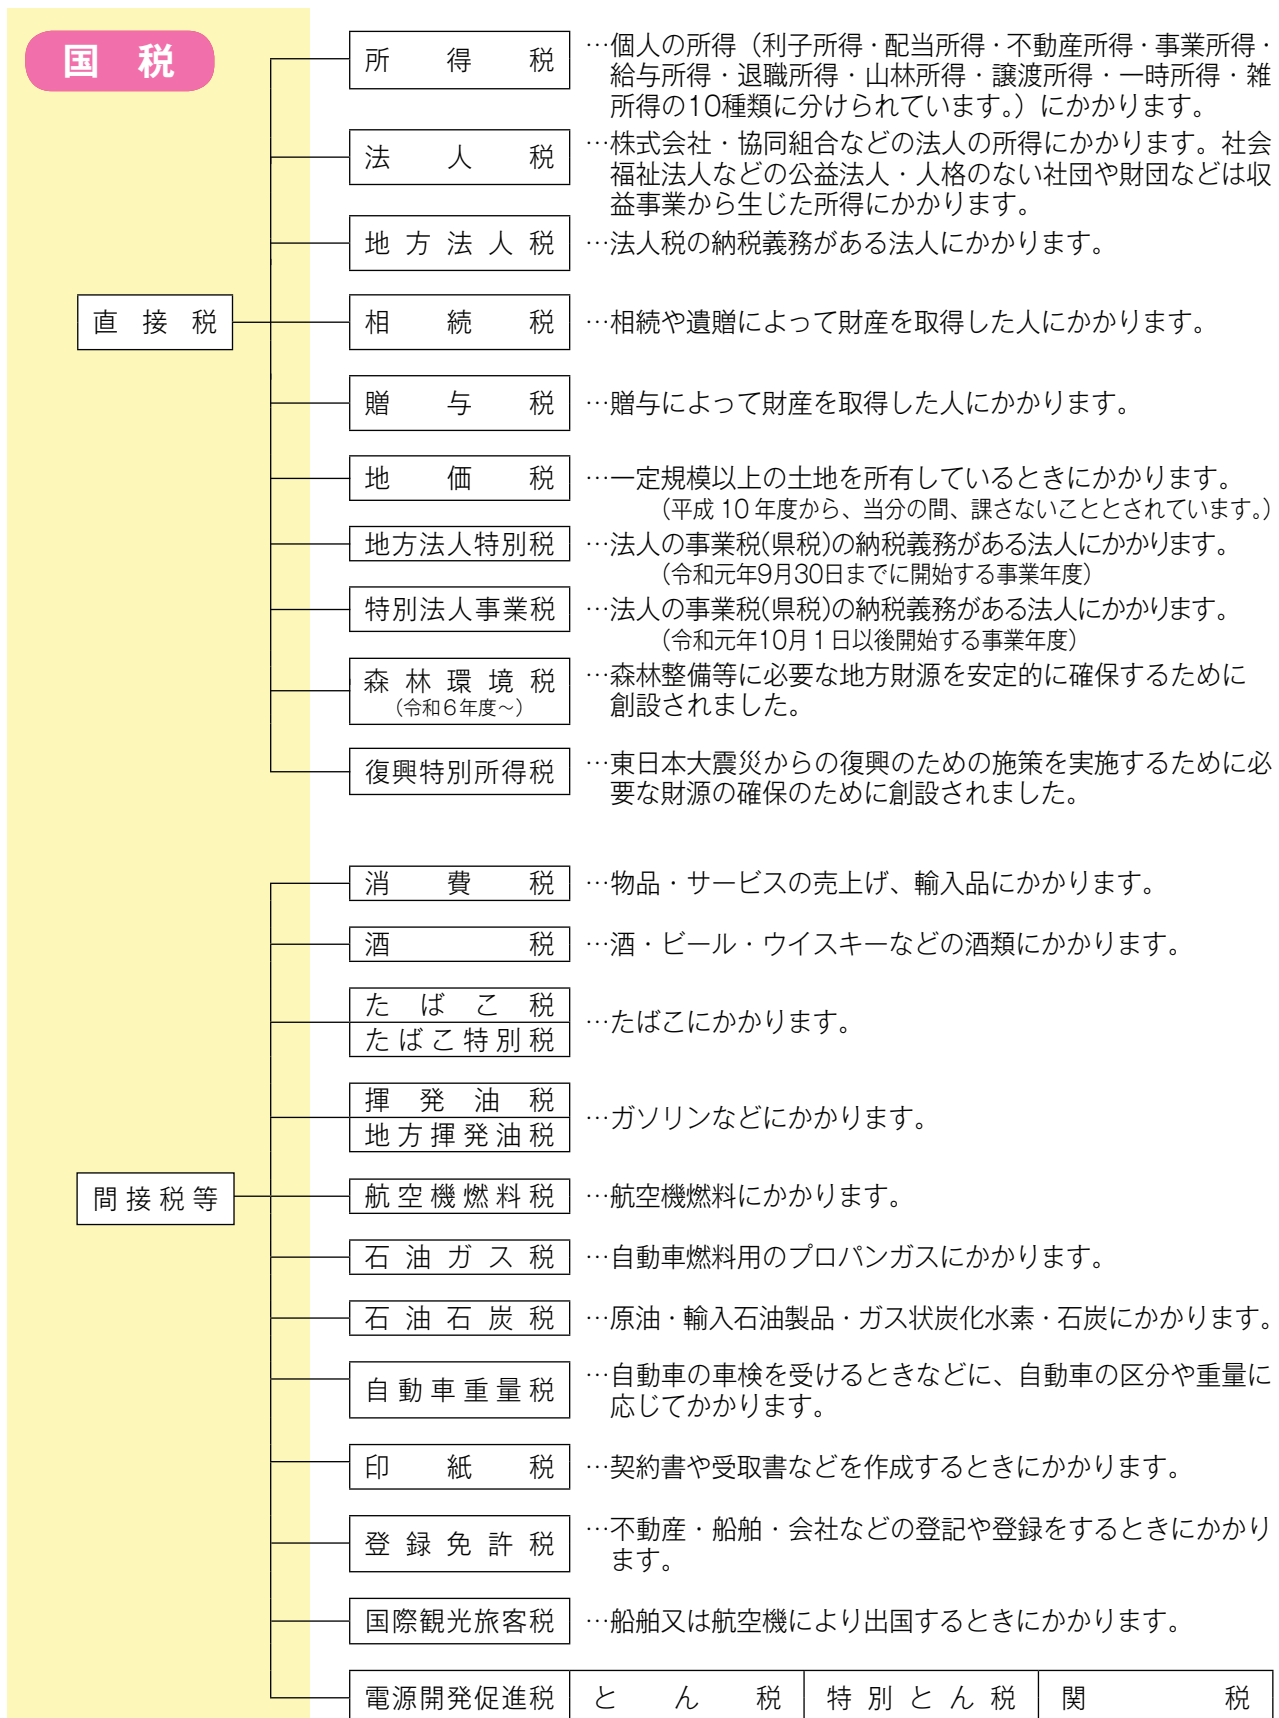 国税
直接税
所得税
…個人の所得（利子所得・配当所得・不動産所得・事業所得・
給与所得・退職所得・山林所得・譲渡所得・一時所得・雑
所得の10種類に分けられています。）にかかります。
法人税
…株式会社・協同組合などの法人の所得にかかります。社会
福祉法人などの公益法人・人格のない社団や財団などは収
益事業から生じた所得にかかります。
地方法人税
…法人税の納税義務がある法人にかかります。
相続税
…相続や遺贈によって財産を取得した人にかかります。
贈与税
…贈与によって財産を取得した人にかかります。
地価税
…一定規模以上の土地を所有しているときにかかります。
（平成10年度から、当分の間、課さないこととされています。）
地方法人特別税
…法人の事業税(県税)の納税義務がある法人にかかります。
（令和元年9月30日までに開始する事業年度）
特別法人事業税
…法人の事業税(県税)の納税義務がある法人にかかります。
（令和元年10月1日以後開始する事業年度）
森林環境税
（令和6年度～）
…森林整備等に必要な地方財源を安定的に確保するために
創設されました。
復興特別所得税
…東日本大震災からの復興のための施策を実施するために必
要な財源の確保のために創設されました。
間接税等
消費税
…物品・サービスの売上げ、輸入品にかかります。
酒税
…酒・ビール・ウイスキーなどの酒類にかかります。
たばこ税
たばこ特別税
…たばこにかかります。
揮発油税
地方揮発油税
…ガソリンなどにかかります。
航空機燃料税
…航空機燃料にかかります。
石油ガス税
…自動車燃料用のプロパンガスにかかります。
石油石炭税
…原油・輸入石油製品・ガス状炭化水素・石炭にかかります。
自動車重量税
…自動車の車検を受けるときなどに、自動車の区分や重量に
応じてかかります。
印紙税
…契約書や受取書などを作成するときにかかります。
登録免許税
…不動産・船舶・会社などの登記や登録をするときにかかり
ます。
国際観光旅客税
…船舶又は航空機により出国するときにかかります。
電源開発促進税 とん税 特別とん税 関税